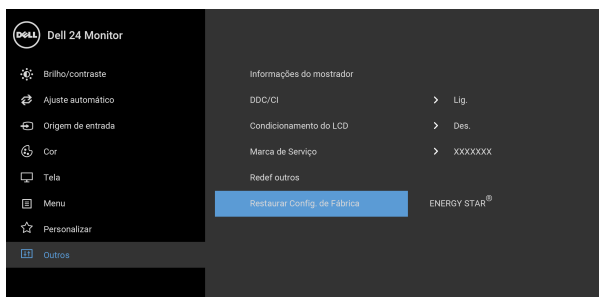 DELL Dell 24 Monitor
Brilho/contraste
Ajuste automático
Origem de entrada
Cor
Tela
Menu
Personalizar
Outros
Informações do mostrador
DDC/CI > Lig.
Condicionamento do LCD > Des.
Marca de Serviço > XXXXXXX
Redef outros
Restaurar Config. de Fábrica ENERGY STAR®